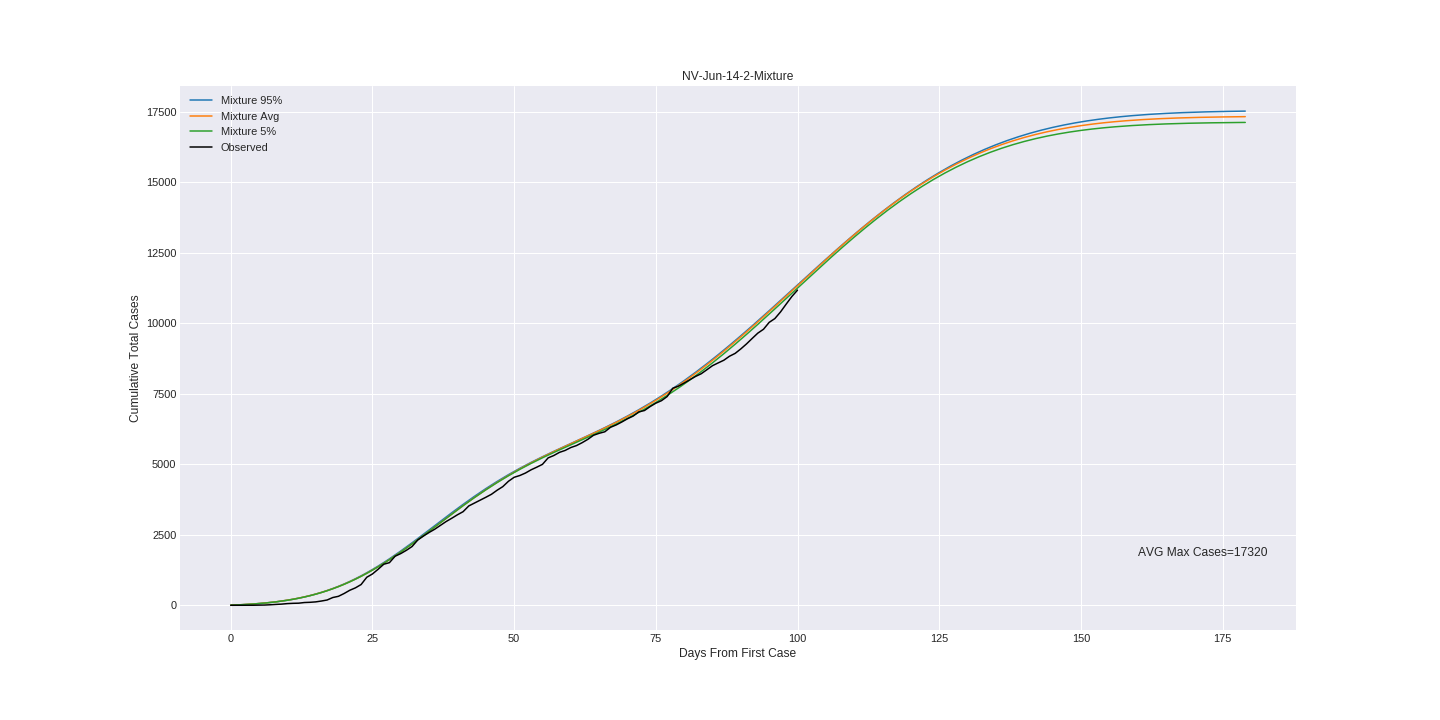 NV-Jun-14-2-Mixture
Mixture 95%
Mixture Avg
Mixture 5%
Observed
17500
15000
12500
10000
7500
5000
2500
0
Cumulative Total Cases
AVG Max Cases=17320
0 25 50 75 100 125 150 175
Days From First Case